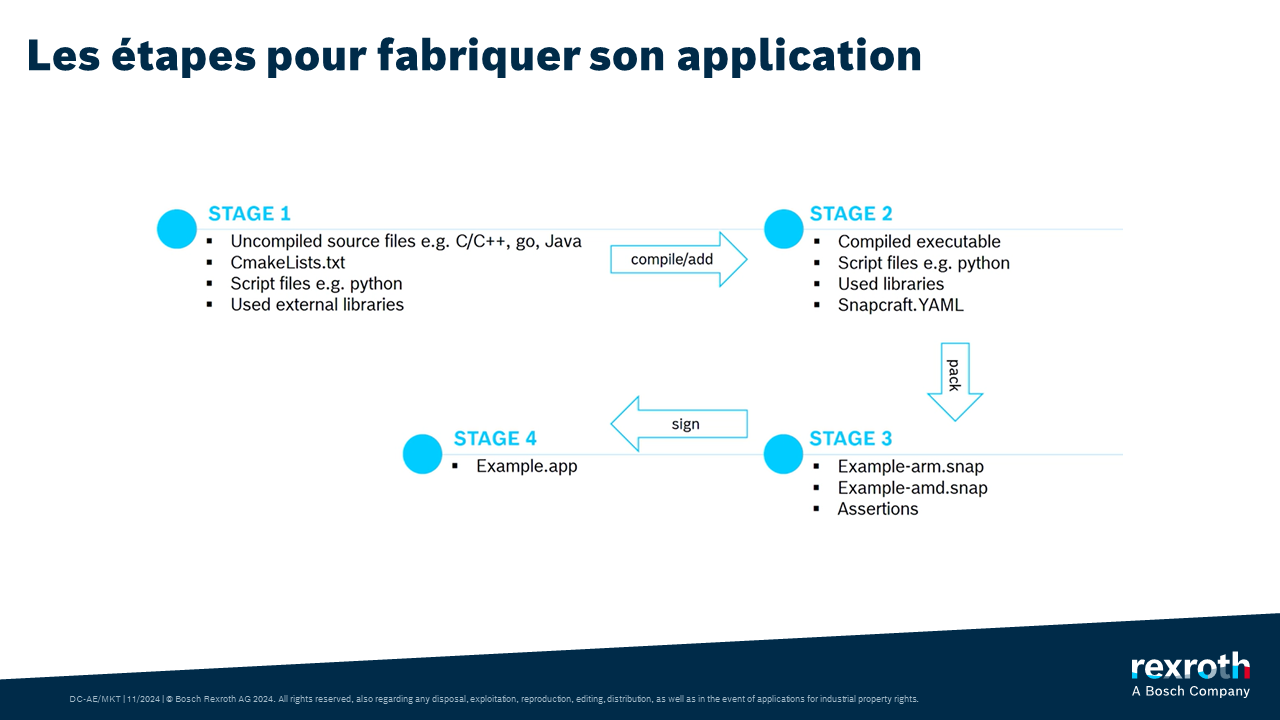 Les étapes pour fabriquer son application
STAGE 1
▪ Uncompiled source files e.g. C/C++, go, Java
▪ CmakeLists.txt
▪ Script files e.g. python
▪ Used external libraries
compile/add
STAGE 2
▪ Compiled executable
▪ Script files e.g. python
▪ Used libraries
▪ Snapcraft.YAML
pack
STAGE 3
▪ Example-arm.snap
▪ Example-amd.snap
▪ Assertions
sign
STAGE 4
▪ Example.app
DC-AE/MKT | 11/2024 | © Bosch Rexroth AG 2024. All rights reserved, also regarding any disposal, exploitation, reproduction, editing, distribution, as well as in the event of applications for industrial property rights.
rexroth
A Bosch Company